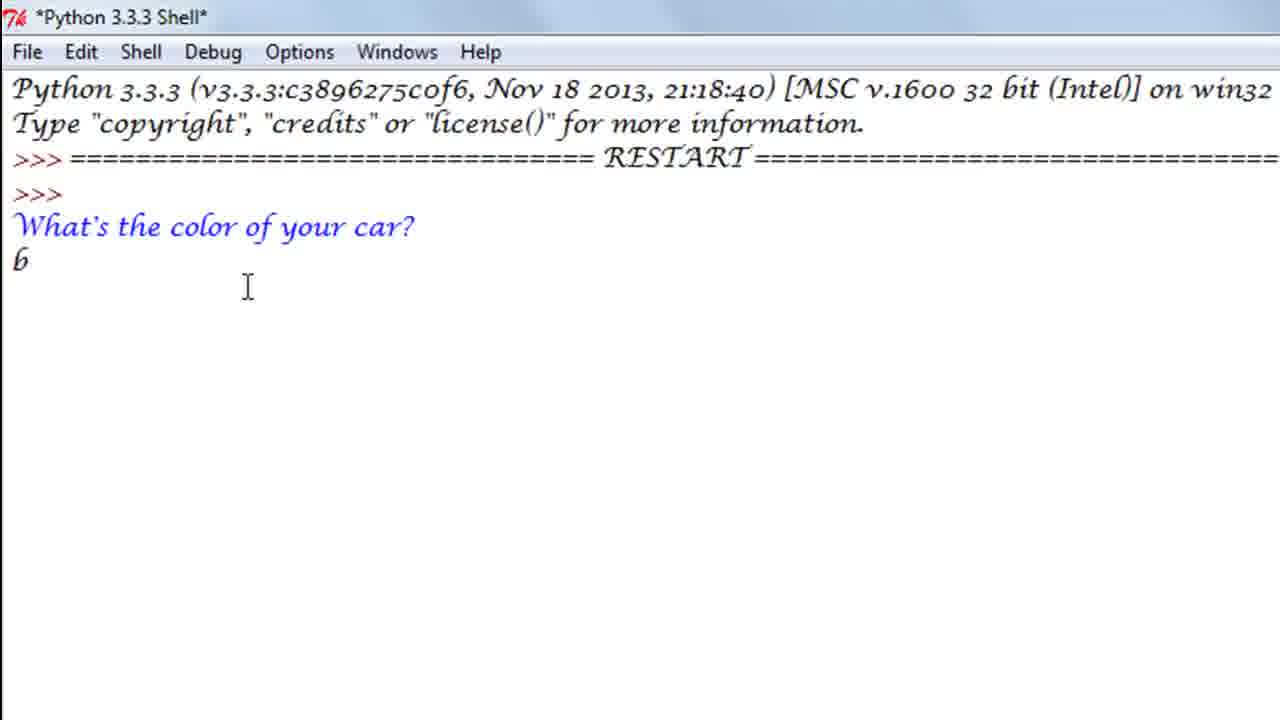 *Python 3.3.3 Shell*
File Edit Shell Debug Options Windows Help
Python 3.3.3 (v3.3.3:c3896275c0f6, Nov 18 2013, 21:18:40) [MSC v.1600 32 bit (Intel)] on win32
Type "copyright", "credits" or "license()" for more information.
>>> ================================ RESTART ================================
>>>
What's the color of your car?
b